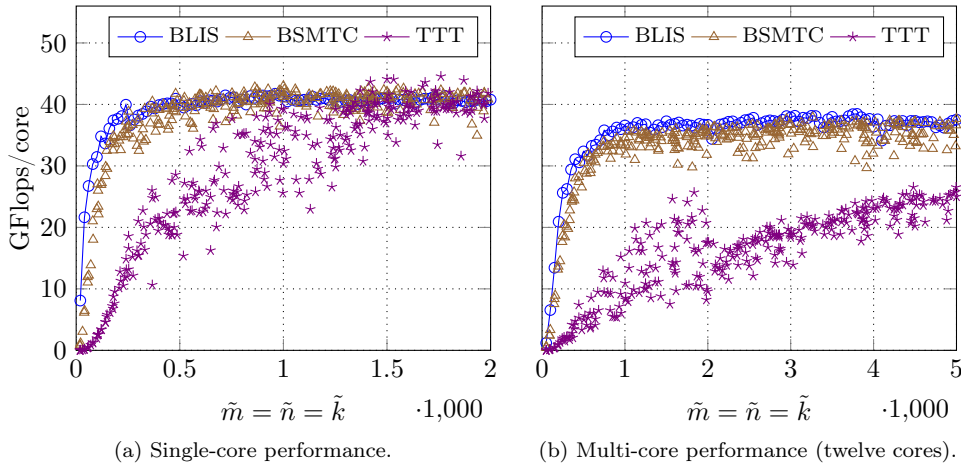 BLIS BSMTC TTT
BLIS BSMTC TTT
GFlops/core
50
40
30
20
10
0
0 0.5 1 1.5 2
0 1 2 3 4 5
m̃ = ñ = k̃ ·1,000
m̃ = ñ = k̃ ·1,000
(a) Single-core performance.
(b) Multi-core performance (twelve cores).